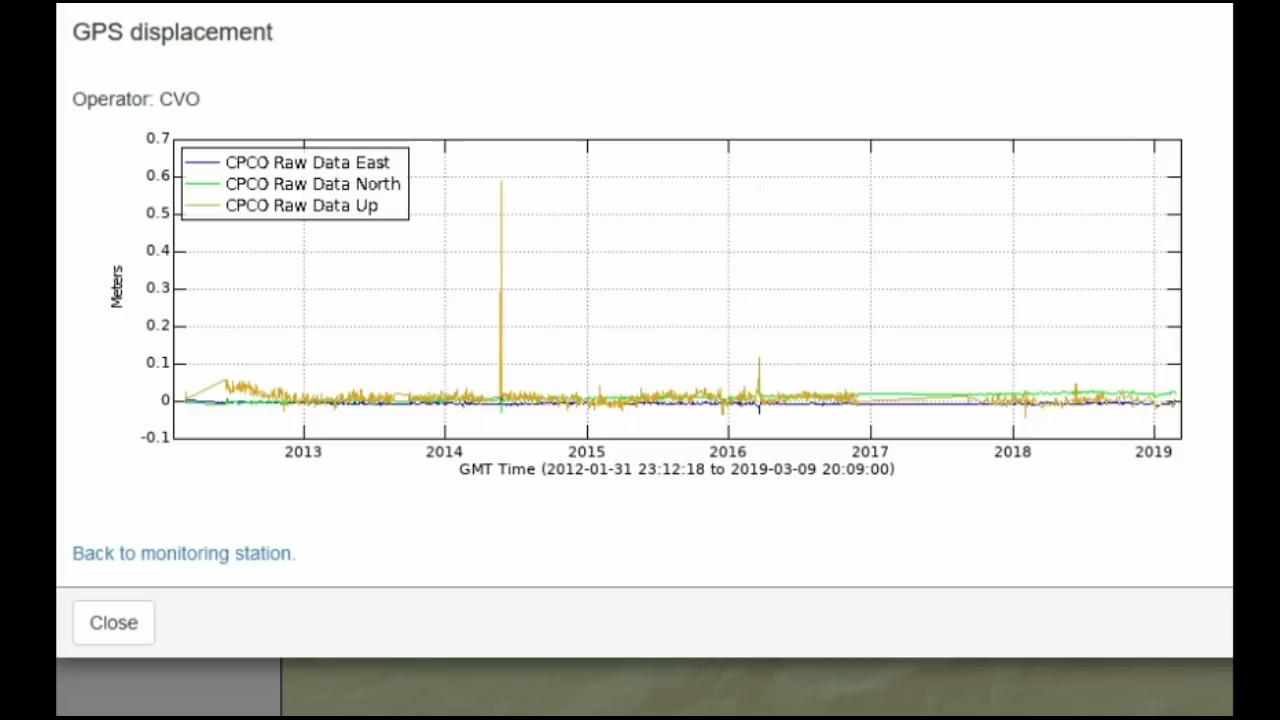 GPS displacement
Operator: CVO
0.7
0.6
0.5
0.4
0.3
0.2
0.1
0
-0.1
Meters
CPCO Raw Data East
CPCO Raw Data North
CPCO Raw Data Up
2013 2014 2015 2016 2017 2018 2019
GMT Time (2012-01-31 23:12:18 to 2019-03-09 20:09:00)
Back to monitoring station.
Close